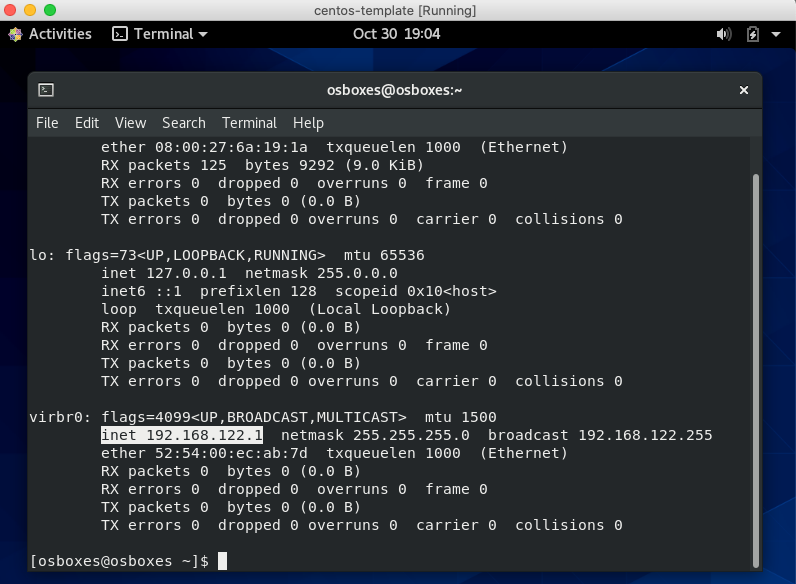 centos-template [Running]
Activities Terminal Oct 30 19:04
osboxes@osboxes:~
File Edit View Search Terminal Help
ether 08:00:27:6a:19:1a txqueuelen 1000 (Ethernet)
RX packets 125 bytes 9292 (9.0 KiB)
RX errors 0 dropped 0 overruns 0 frame 0
TX packets 0 bytes 0 (0.0 B)
TX errors 0 dropped 0 overruns 0 carrier 0 collisions 0
lo: flags=73<UP,LOOPBACK,RUNNING> mtu 65536
inet 127.0.0.1 netmask 255.0.0.0
inet6 ::1 prefixlen 128 scopeid 0x10<host>
loop txqueuelen 1000 (Local Loopback)
RX packets 0 bytes 0 (0.0 B)
RX errors 0 dropped 0 overruns 0 frame 0
TX packets 0 bytes 0 (0.0 B)
TX errors 0 dropped 0 overruns 0 carrier 0 collisions 0
virbr0: flags=4099<UP,BROADCAST,MULTICAST> mtu 1500
inet 192.168.122.1 netmask 255.255.255.0 broadcast 192.168.122.255
ether 52:54:00:ec:ab:7d txqueuelen 1000 (Ethernet)
RX packets 0 bytes 0 (0.0 B)
RX errors 0 dropped 0 overruns 0 frame 0
TX packets 0 bytes 0 (0.0 B)
TX errors 0 dropped 0 overruns 0 carrier 0 collisions 0
[osboxes@osboxes ~]$